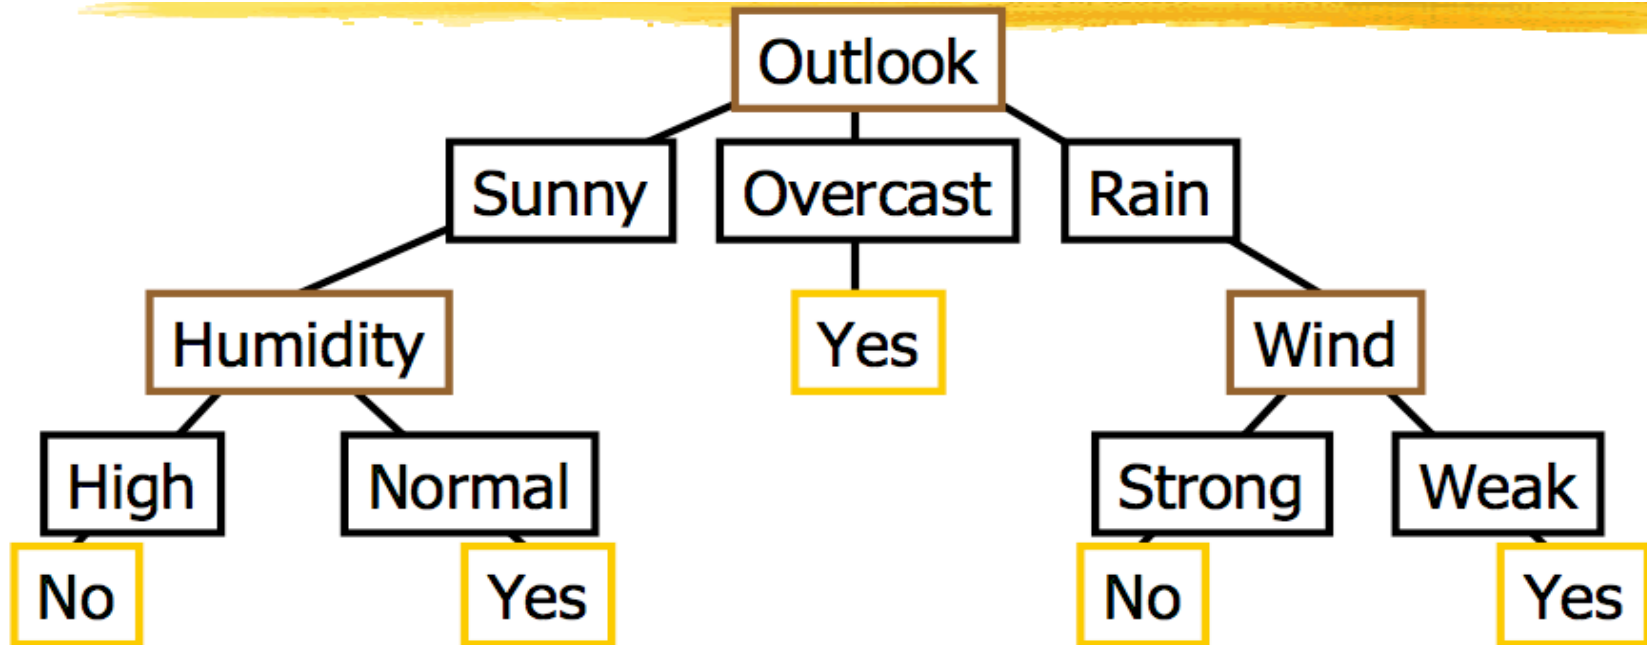 Outlook
Sunny Overcast Rain
Humidity Yes Wind
High Normal Strong Weak
No Yes No Yes